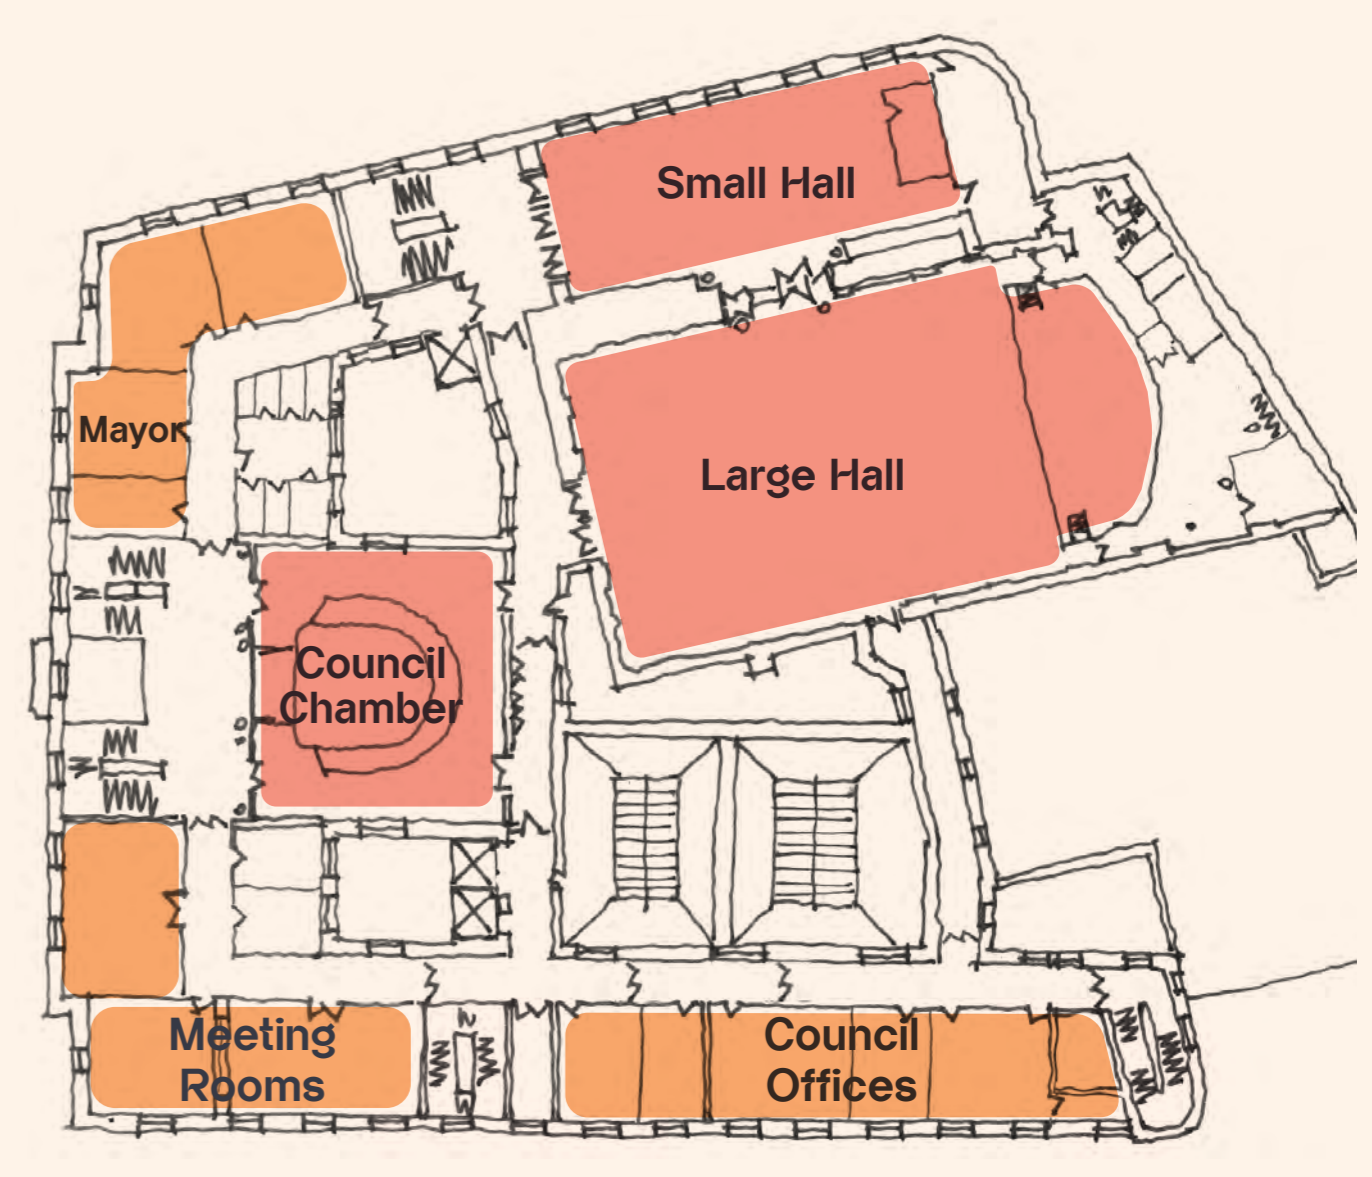 Small Hall
Mayor
Large Hall
Council
Chamber
Meeting
Rooms
Council
Offices